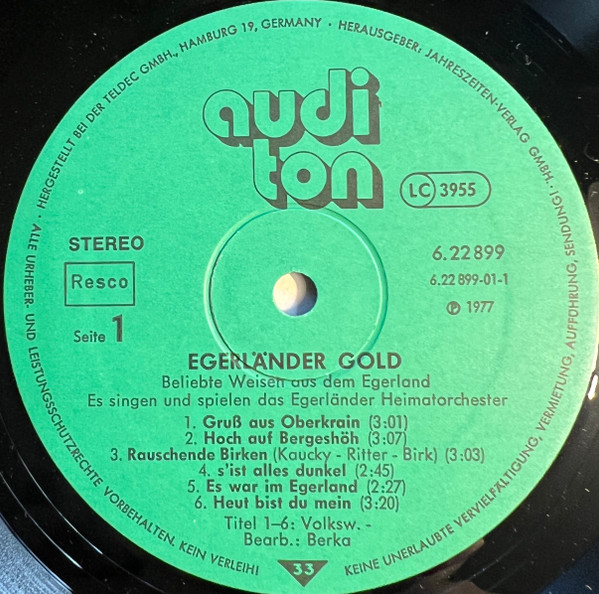 · HERGESTELLT BEI DER TELDEC GMBH., HAMBURG 19, GERMANY · HERAUSGEBER: JAHRESZEITEN-VERLAG GMBH. ·
audi
ton
LC 3955
STEREO
6.22899
Resco
6.22 899-01-1
℗ 1977
Seite 1
EGERLÄNDER GOLD
Beliebte Weisen aus dem Egerland
Es singen und spielen das Egerländer Heimatorchester
1. Gruß aus Oberkrain (3:01)
2. Hoch auf Bergeshöh (3:07)
3. Rauschende Birken (Kaucky - Ritter - Birk) (3:03)
4. s'ist alles dunkel (2:45)
5. Es war im Egerland (2:27)
6. Heut bist du mein (3:20)
Titel 1–6: Volksw. -
Bearb.: Berka
33
ALLE URHEBER- UND LEISTUNGSSCHUTZRECHTE VORBEHALTEN. KEIN VERLEIH!
KEINE UNERLAUBTE VERVIELFÄLTIGUNG, VERMIETUNG, AUFFÜHRUNG, SENDUNG!